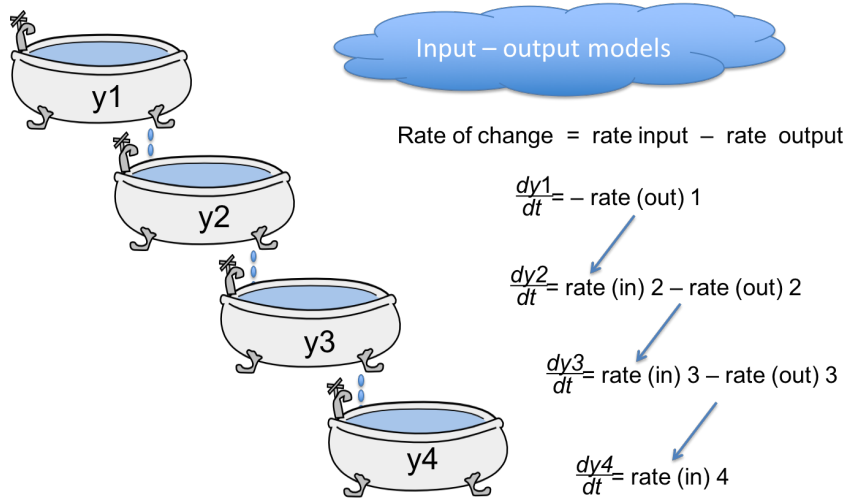 Input – output models
y1
Rate of change = rate input – rate output
dy1/dt = – rate (out) 1
y2
dy2/dt = rate (in) 2 – rate (out) 2
y3
dy3/dt = rate (in) 3 – rate (out) 3
y4
dy4/dt = rate (in) 4